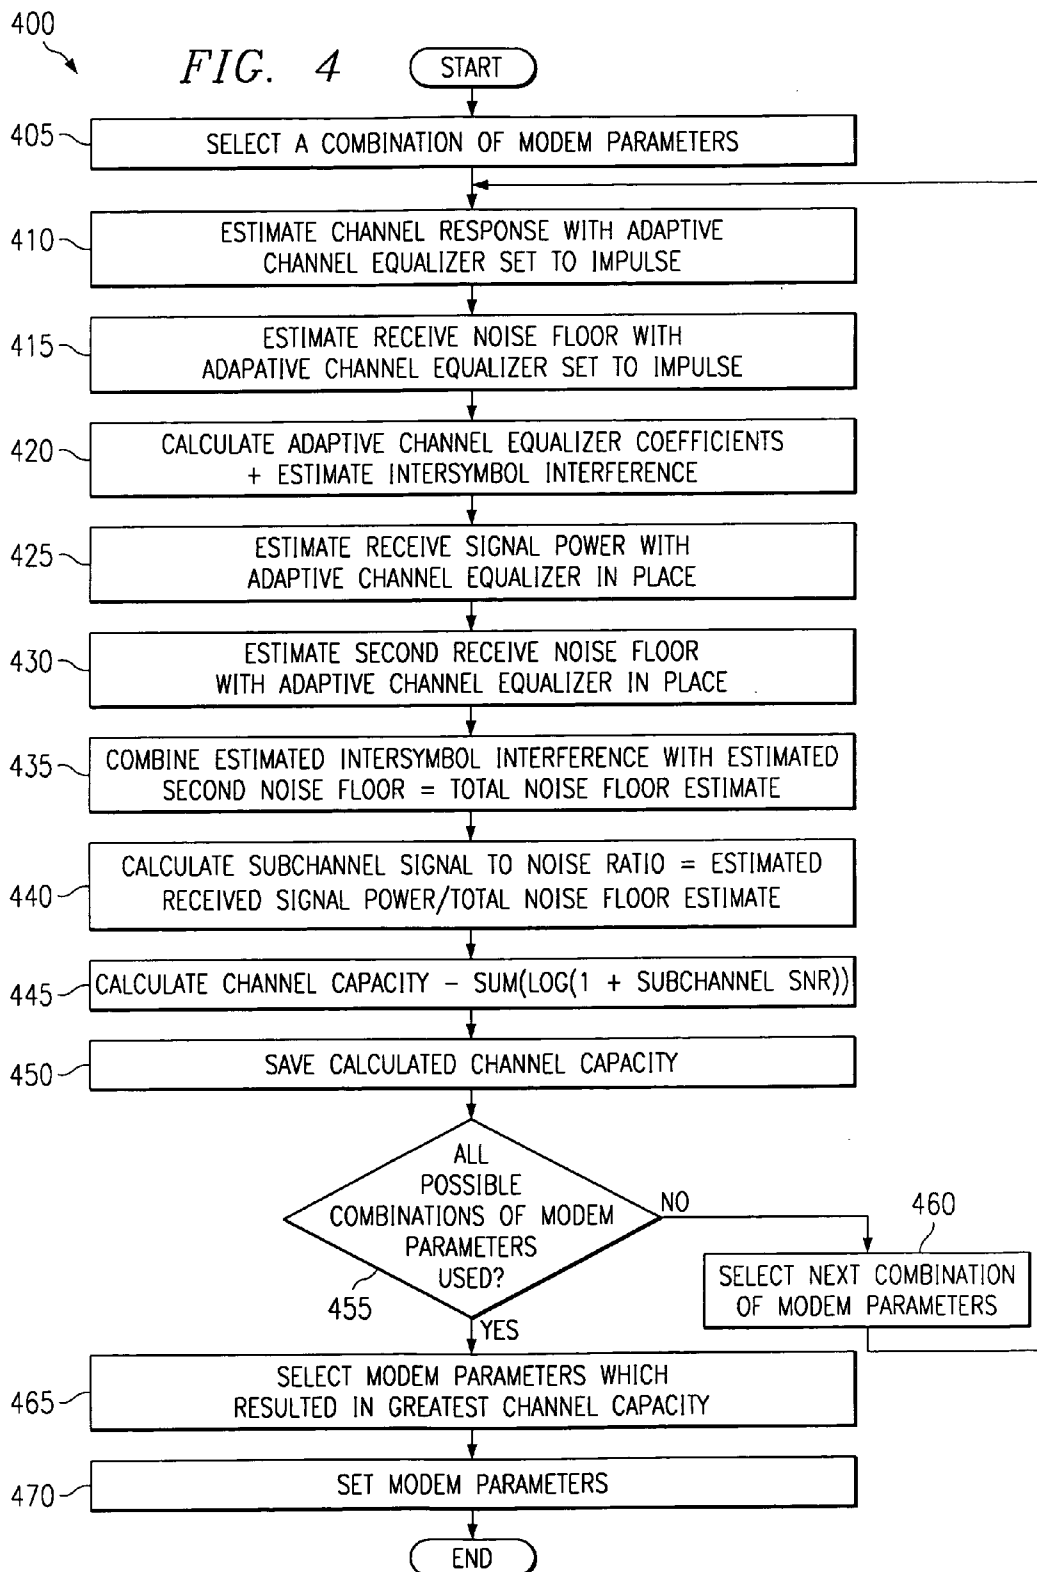 400
FIG. 4
START
405
SELECT A COMBINATION OF MODEM PARAMETERS
410
ESTIMATE CHANNEL RESPONSE WITH ADAPTIVE
CHANNEL EQUALIZER SET TO IMPULSE
415
ESTIMATE RECEIVE NOISE FLOOR WITH
ADAPATIVE CHANNEL EQUALIZER SET TO IMPULSE
420
CALCULATE ADAPTIVE CHANNEL EQUALIZER COEFFICIENTS
+ ESTIMATE INTERSYMBOL INTERFERENCE
425
ESTIMATE RECEIVE SIGNAL POWER WITH
ADAPTIVE CHANNEL EQUALIZER IN PLACE
430
ESTIMATE SECOND RECEIVE NOISE FLOOR
WITH ADAPTIVE CHANNEL EQUALIZER IN PLACE
435
COMBINE ESTIMATED INTERSYMBOL INTERFERENCE WITH ESTIMATED
SECOND NOISE FLOOR = TOTAL NOISE FLOOR ESTIMATE
440
CALCULATE SUBCHANNEL SIGNAL TO NOISE RATIO = ESTIMATED
RECEIVED SIGNAL POWER/TOTAL NOISE FLOOR ESTIMATE
445
CALCULATE CHANNEL CAPACITY - SUM(LOG(1 + SUBCHANNEL SNR))
450
SAVE CALCULATED CHANNEL CAPACITY
ALL
POSSIBLE
COMBINATIONS OF MODEM
PARAMETERS
USED?
455
NO
460
SELECT NEXT COMBINATION
OF MODEM PARAMETERS
YES
465
SELECT MODEM PARAMETERS WHICH
RESULTED IN GREATEST CHANNEL CAPACITY
470
SET MODEM PARAMETERS
END